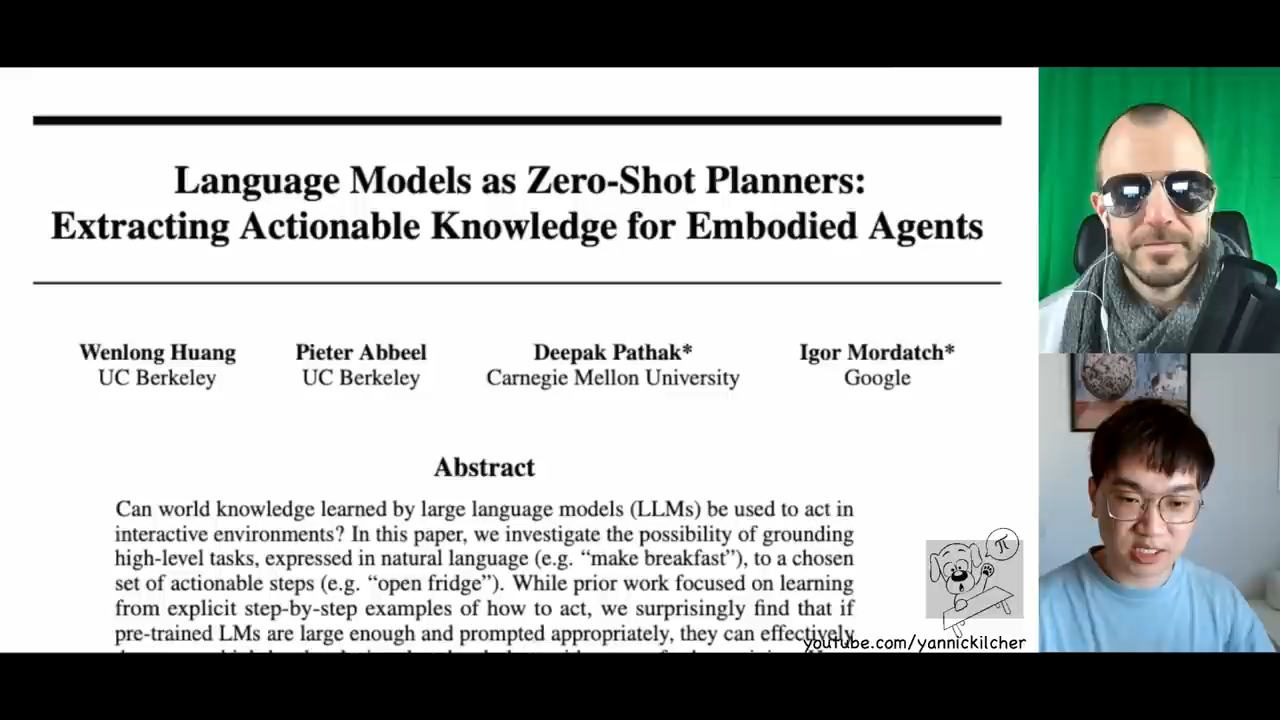 Language Models as Zero-Shot Planners:
Extracting Actionable Knowledge for Embodied Agents
Wenlong Huang
UC Berkeley
Pieter Abbeel
UC Berkeley
Deepak Pathak*
Carnegie Mellon University
Igor Mordatch*
Google
Abstract
Can world knowledge learned by large language models (LLMs) be used to act in
interactive environments? In this paper, we investigate the possibility of grounding
high-level tasks, expressed in natural language (e.g. “make breakfast”), to a chosen
set of actionable steps (e.g. “open fridge”). While prior work focused on learning
from explicit step-by-step examples of how to act, we surprisingly find that if
pre-trained LMs are large enough and prompted appropriately, they can effectively
π
youtube.com/yannickilcher